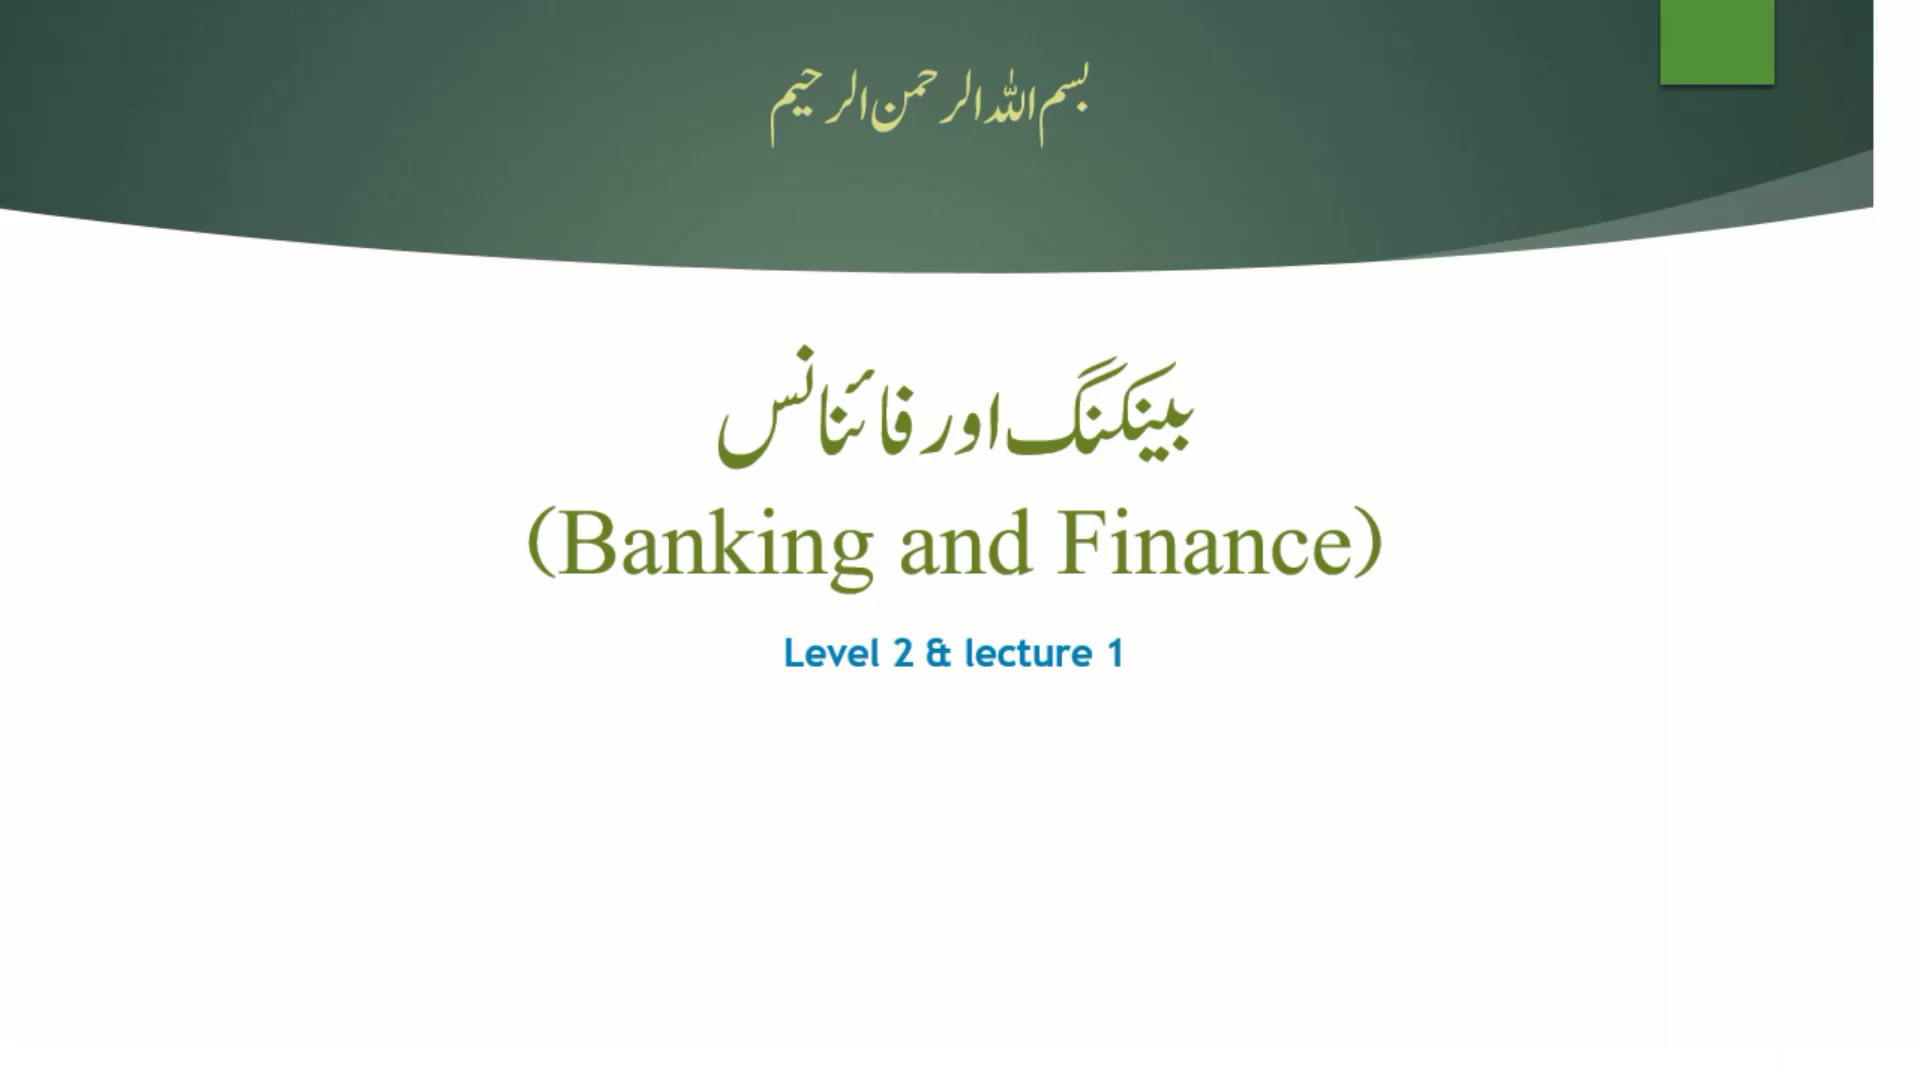 بسم اللہ الرحمن الرحیم
بینکنگ اور فائنانس
(Banking and Finance)
Level 2 & lecture 1